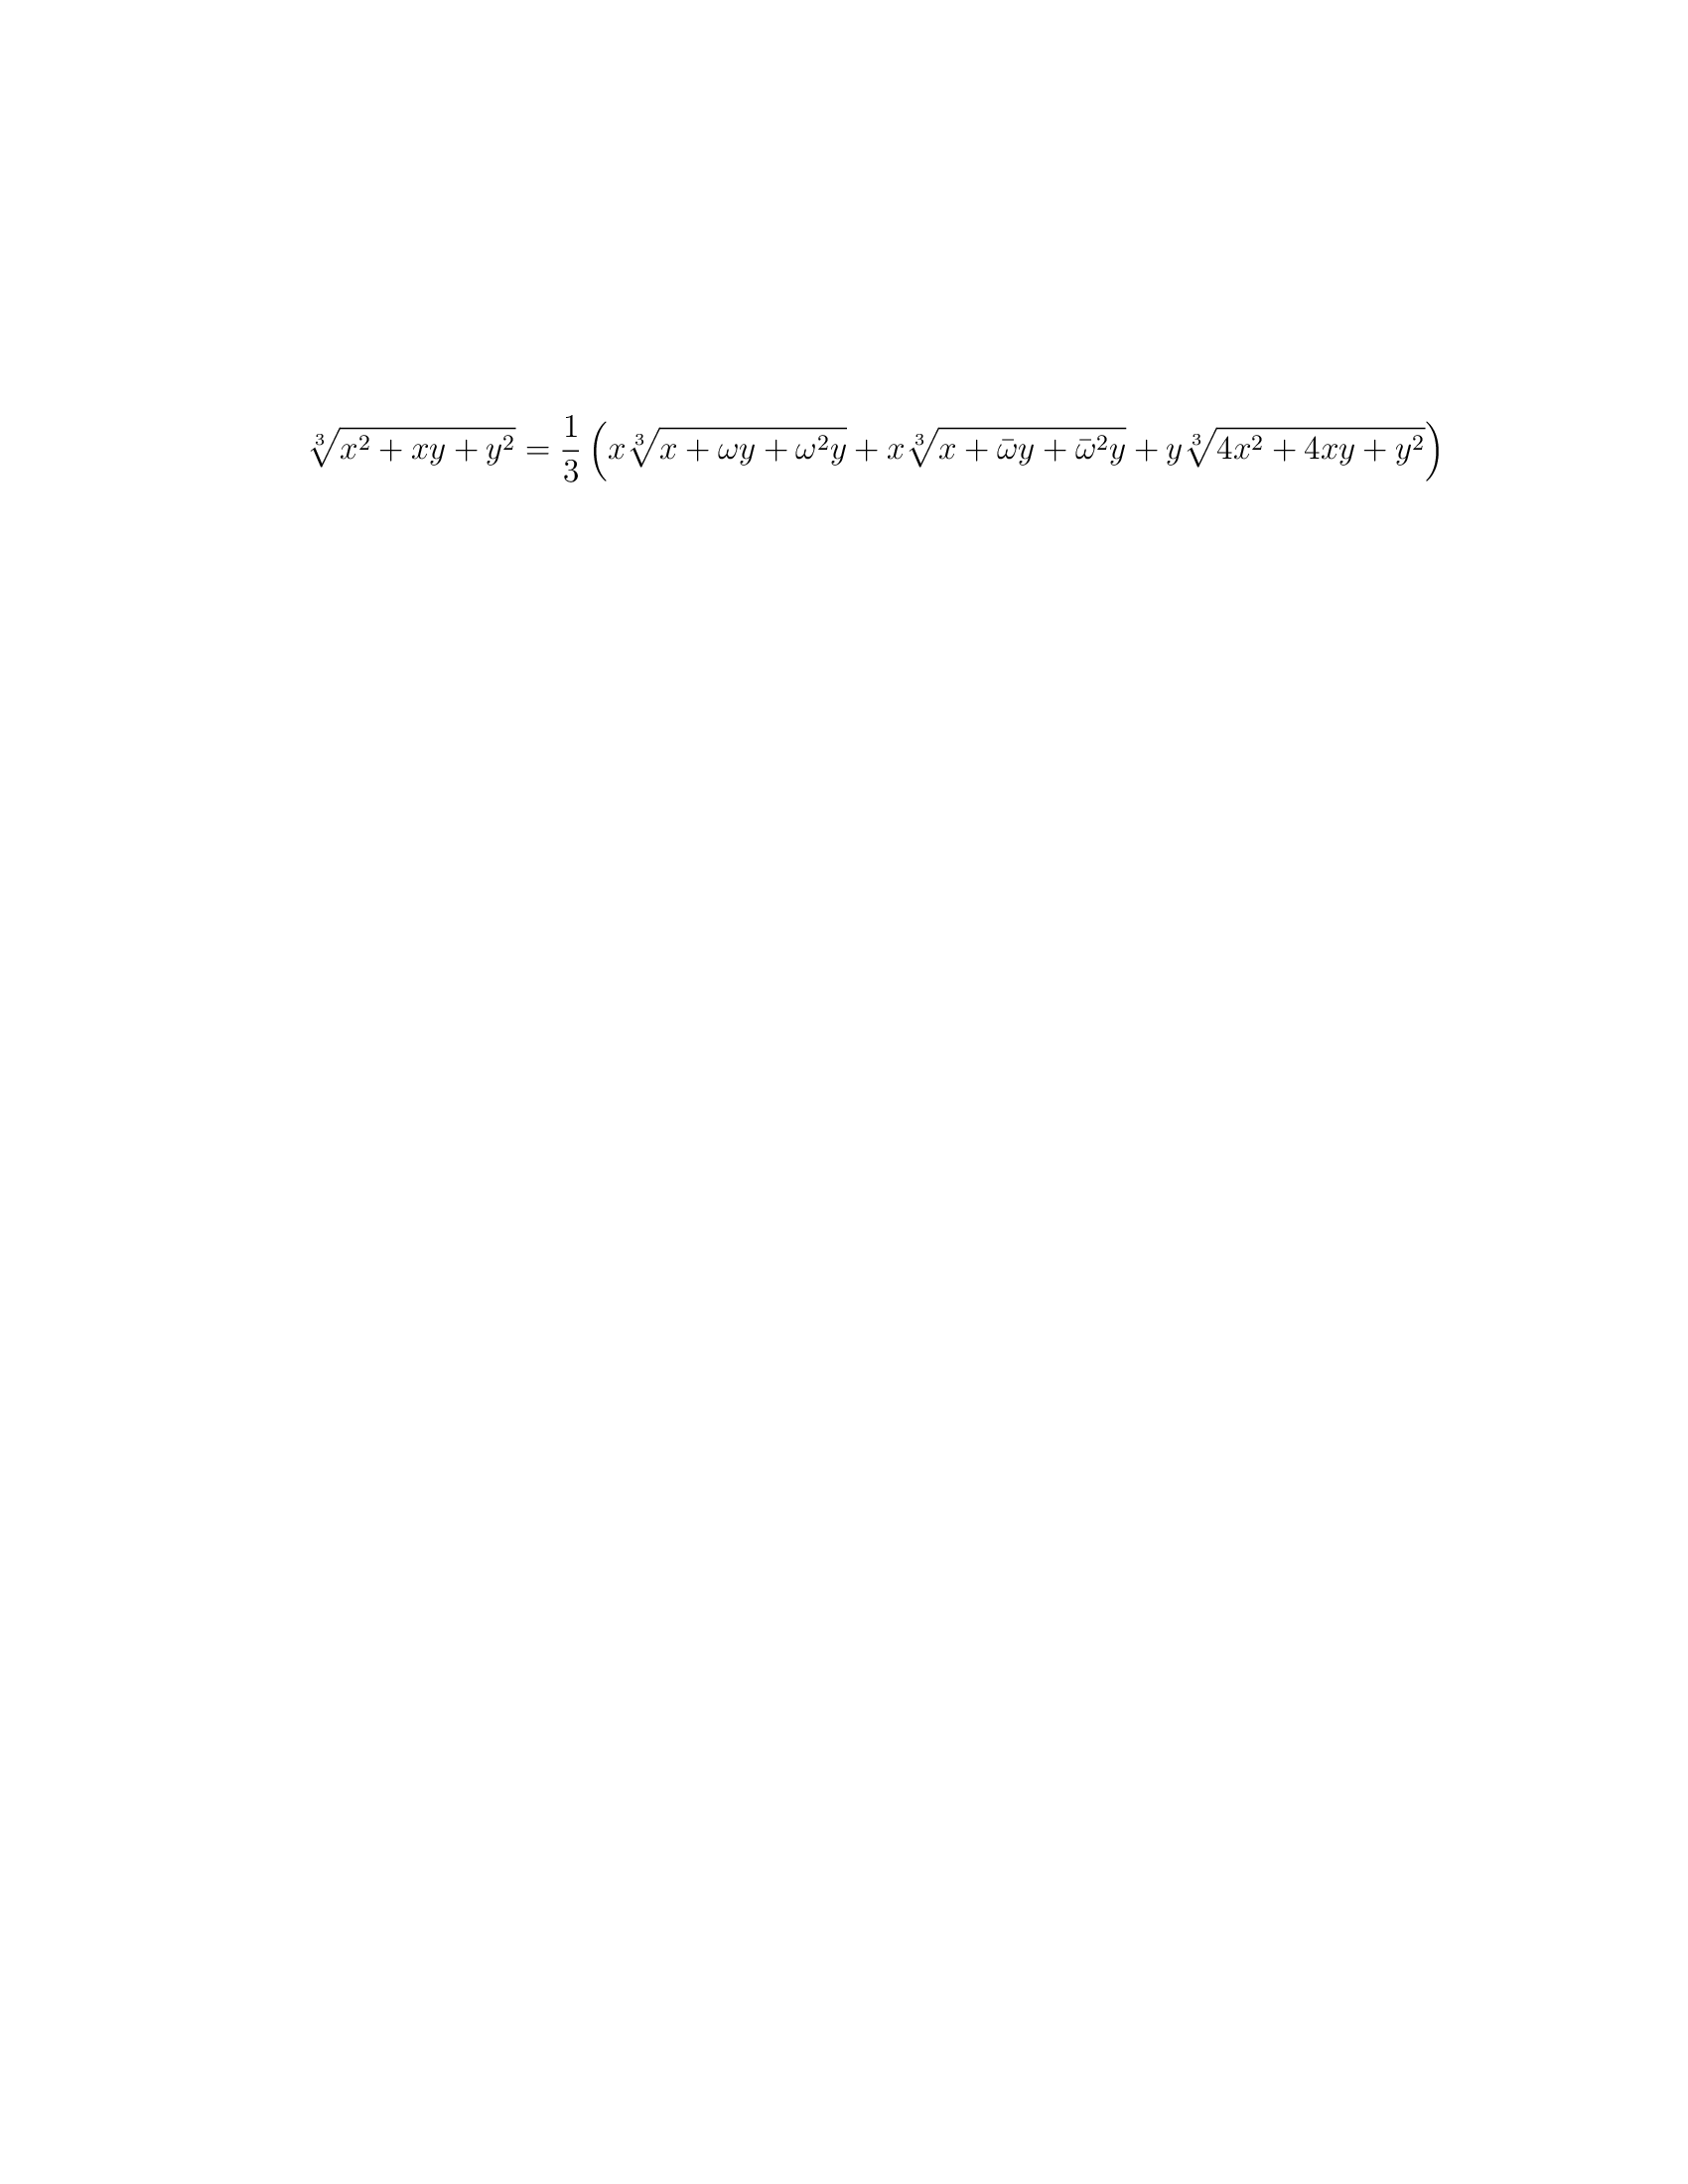 $\sqrt[3]{x^2 + xy + y^2} = \frac{1}{3} \left( x\sqrt[3]{x + \omega y + \omega^2 y} + x\sqrt[3]{x + \bar{\omega} y + \bar{\omega}^2 y} + y\sqrt[3]{4x^2 + 4xy + y^2} \right)$